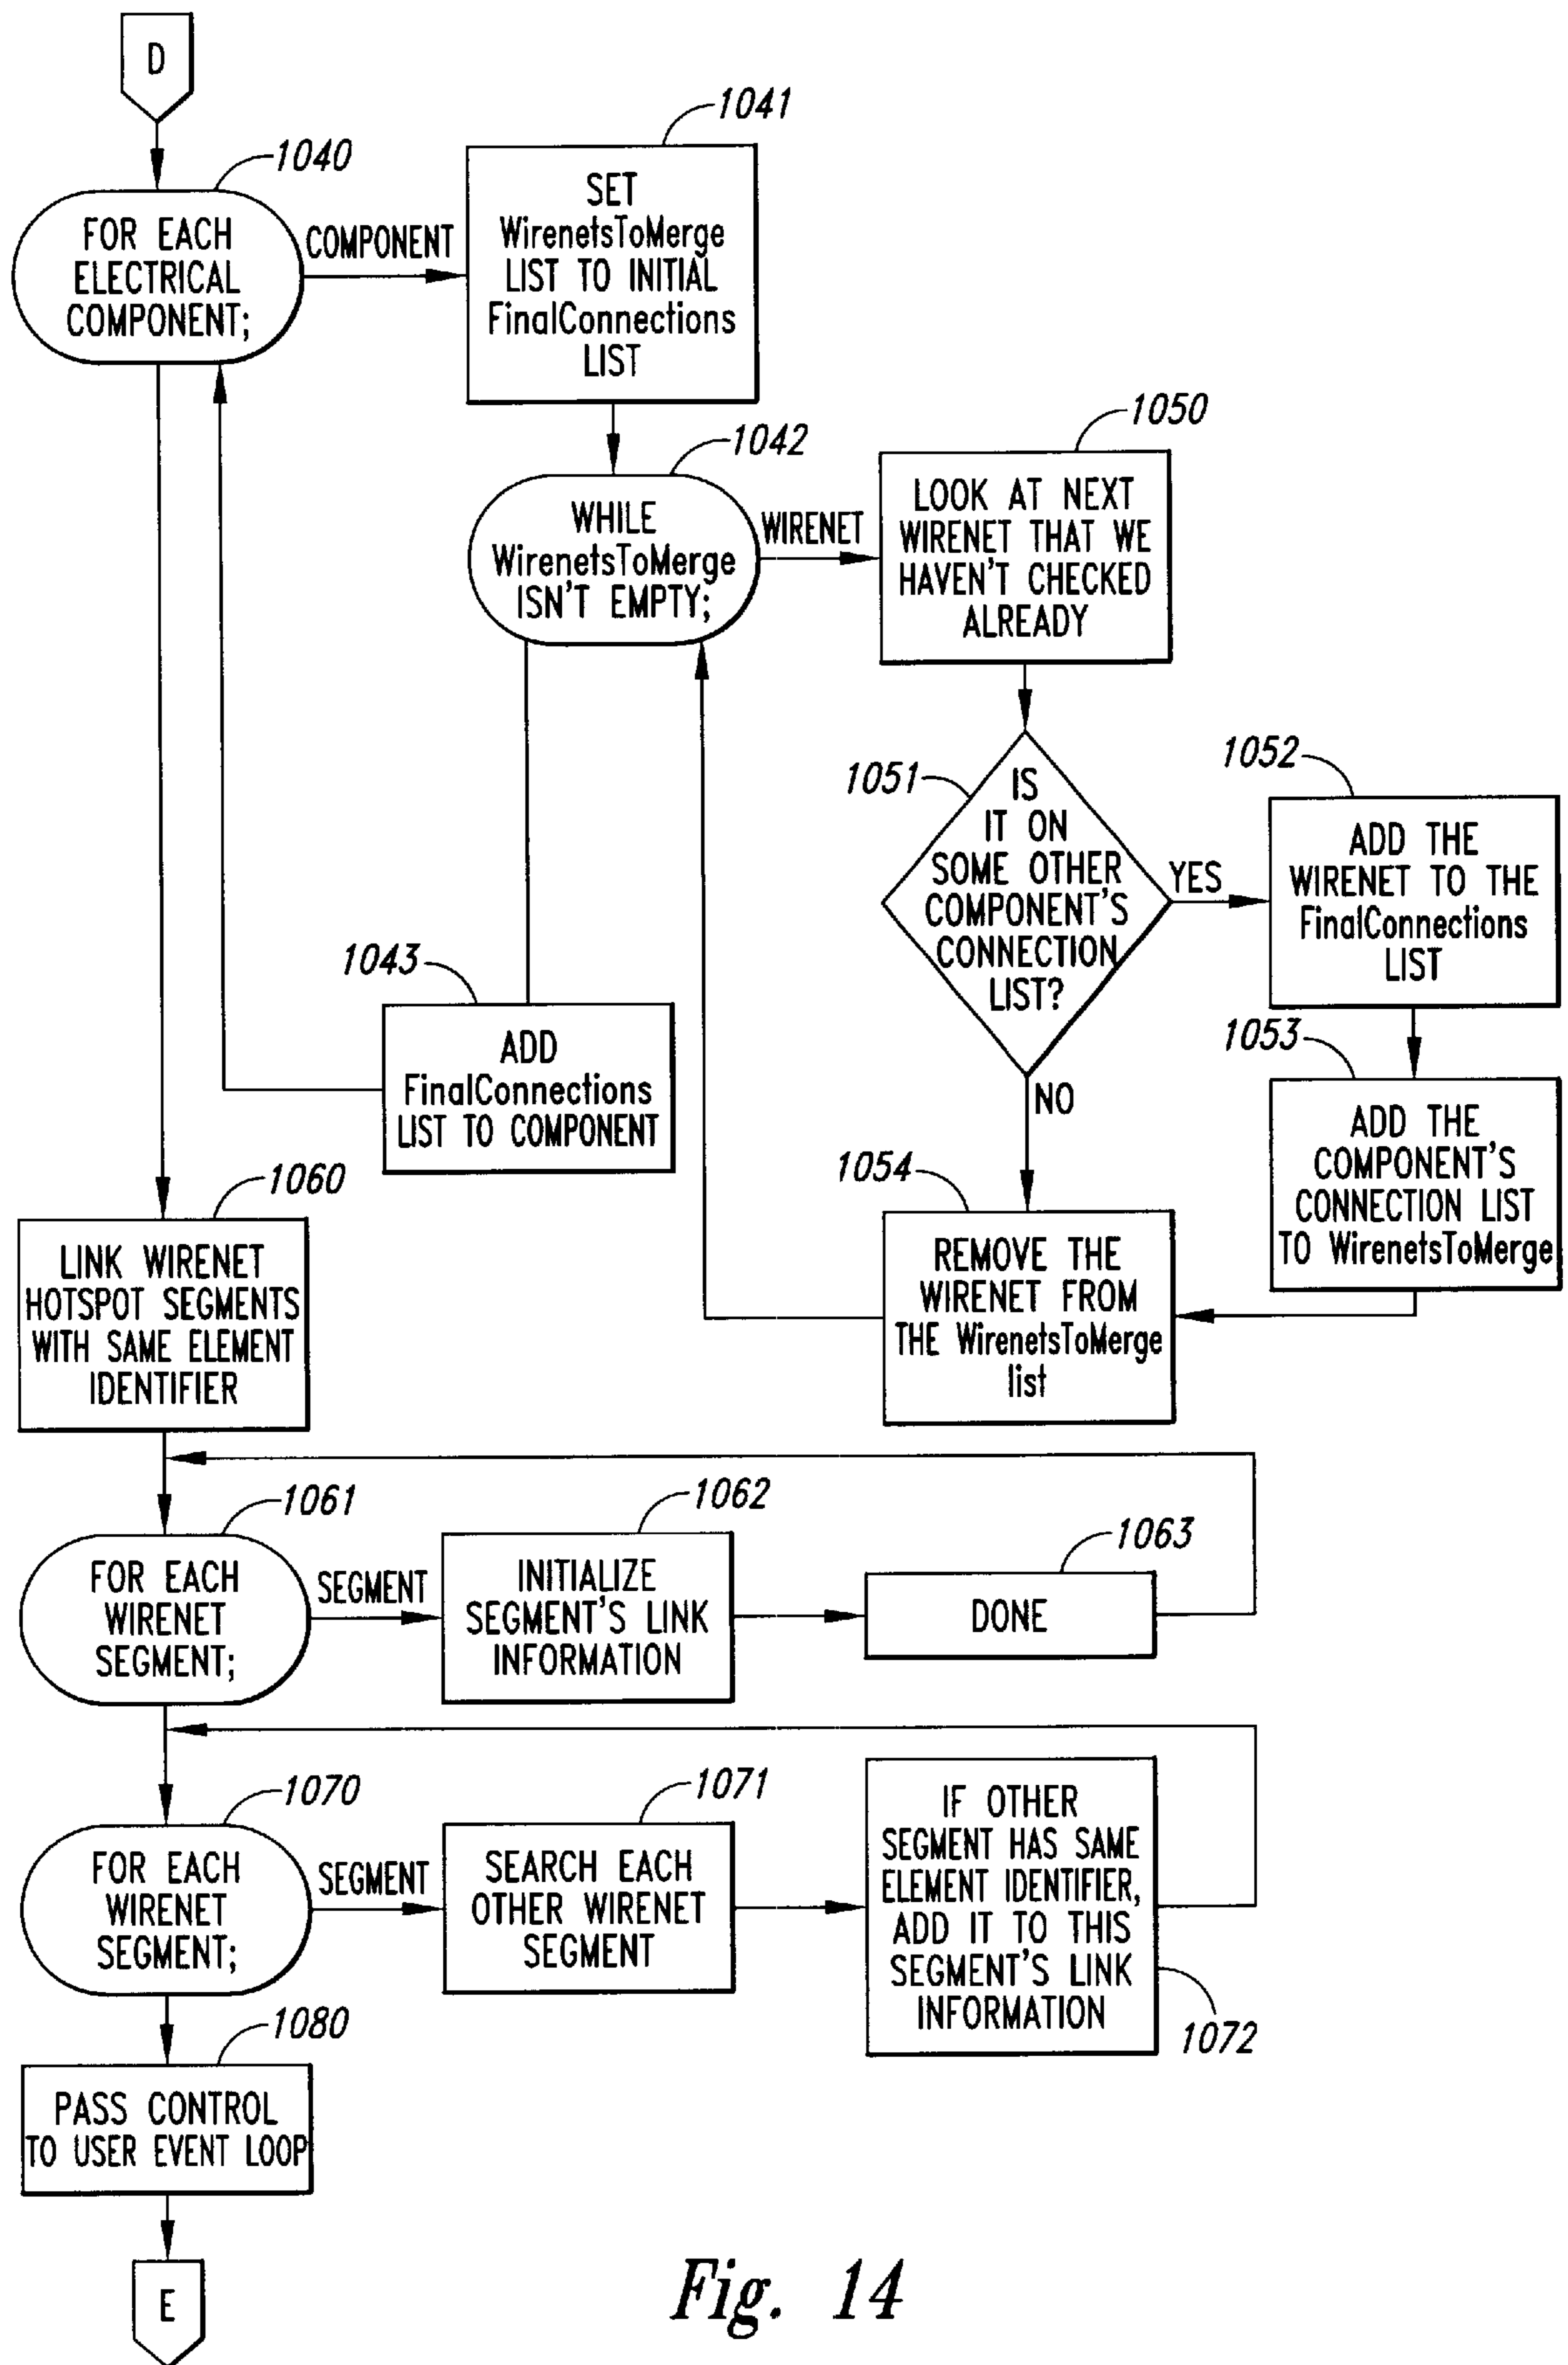 D
1040
FOR EACH
ELECTRICAL
COMPONENT;
COMPONENT
1041
SET
WirenetsToMerge
LIST TO INITIAL
FinalConnections
LIST
1042
WHILE
WirenetsToMerge
ISN'T EMPTY;
WIRENET
1050
LOOK AT NEXT
WIRENET THAT WE
HAVEN'T CHECKED
ALREADY
1051
IS
IT ON
SOME OTHER
COMPONENT'S
CONNECTION
LIST?
YES
NO
1052
ADD THE
WIRENET TO THE
FinalConnections
LIST
1053
ADD THE
COMPONENT'S
CONNECTION LIST
TO WirenetsToMerge
1054
REMOVE THE
WIRENET FROM
THE WirenetsToMerge
list
1043
ADD
FinalConnections
LIST TO COMPONENT
1060
LINK WIRENET
HOTSPOT SEGMENTS
WITH SAME ELEMENT
IDENTIFIER
1061
FOR EACH
WIRENET
SEGMENT;
SEGMENT
1062
INITIALIZE
SEGMENT'S LINK
INFORMATION
1063
DONE
1070
FOR EACH
WIRENET
SEGMENT;
SEGMENT
1071
SEARCH EACH
OTHER WIRENET
SEGMENT
IF OTHER
SEGMENT HAS SAME
ELEMENT IDENTIFIER,
ADD IT TO THIS
SEGMENT'S LINK
INFORMATION
1072
1080
PASS CONTROL
TO USER EVENT LOOP
E
Fig. 14